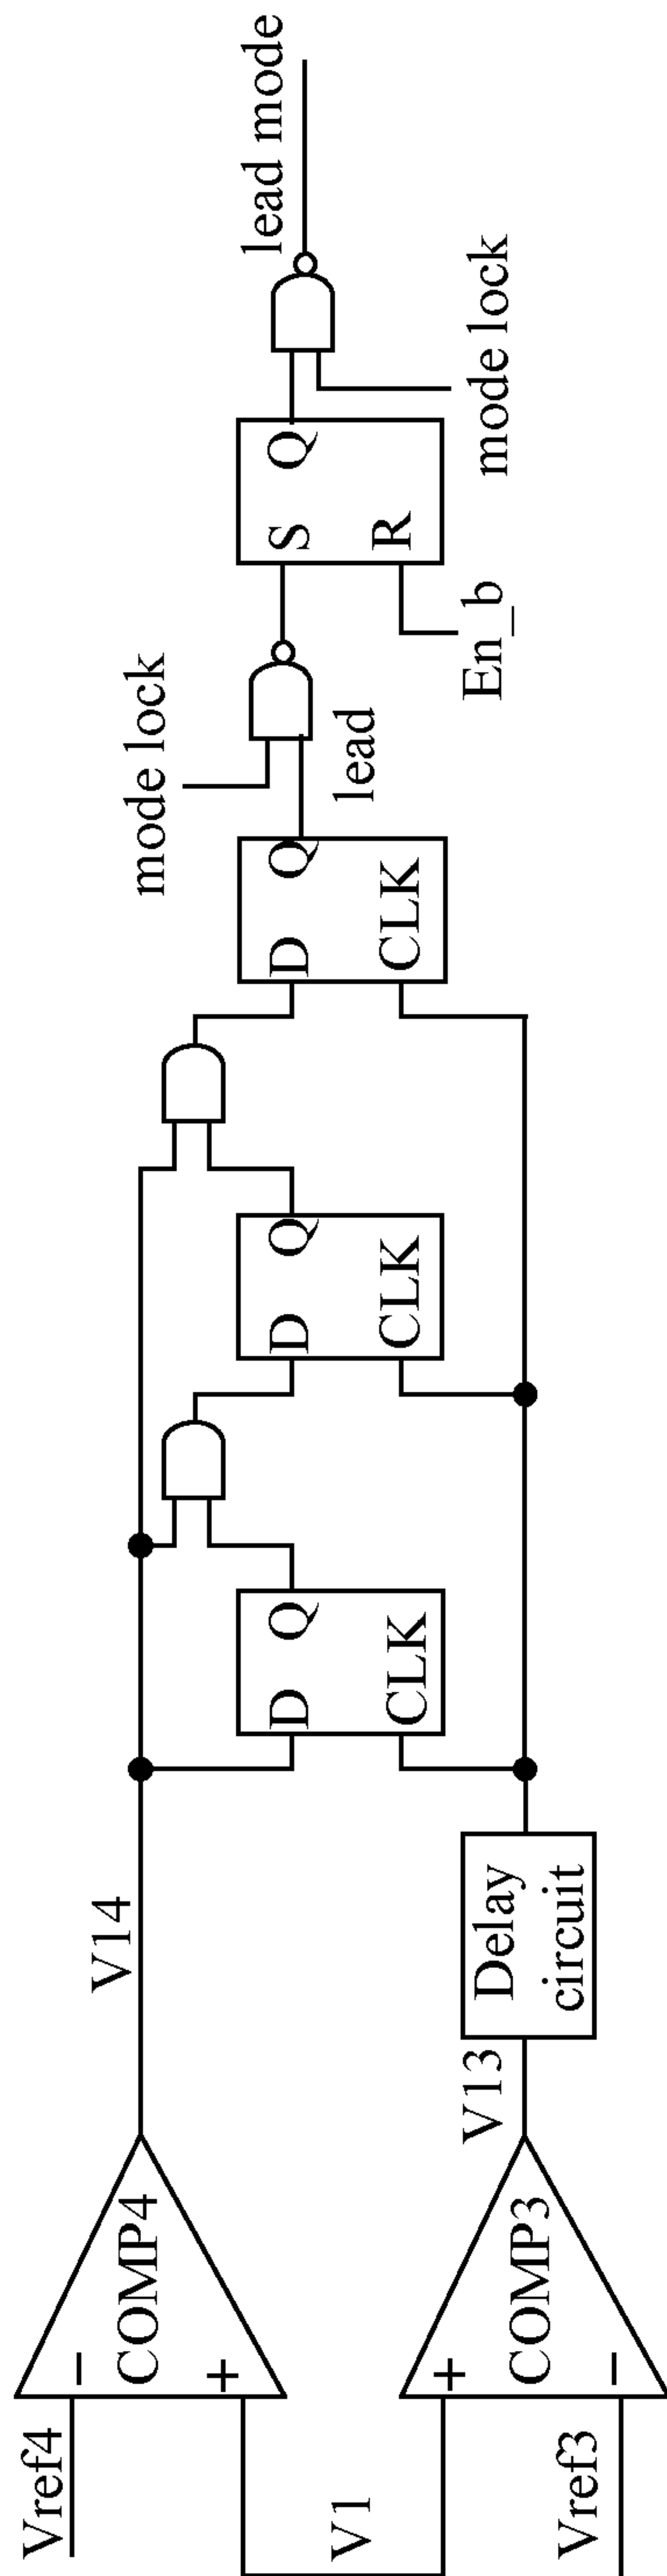 Vref4
−
COMP4
+
V1
+
COMP3
−
Vref3
V14
V13
Delay
circuit
D
Q
CLK
D
Q
CLK
D
Q
CLK
mode lock
lead
S
Q
R
En_b
mode lock
lead mode